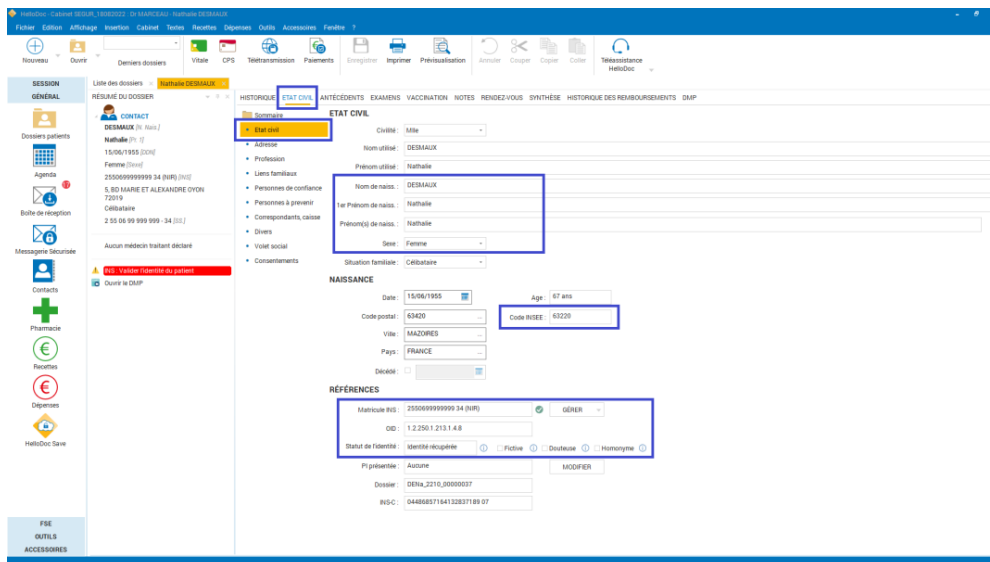 HelloDoc - Cabinet SEGUR_18082022 - Dr MARCEAU - Nathalie DESMAUX
Fichier Edition Affichage Insertion Cabinet Textes Recettes Dépenses Outils Accessoires Fenêtre ?
Nouveau Ouvrir Derniers dossiers Vitale CPS Télétransmission Paiements Enregistrer Imprimer Prévisualisation Annuler Couper Copier Coller Téléassistance HelloDoc
SESSION
GÉNÉRAL
Dossiers patients
Agenda
Boîte de réception
Messagerie Sécurisée
Contacts
Pharmacie
Recettes
Dépenses
HelloDoc Save
FSE
OUTILS
ACCESSOIRES
Liste des dossiers Nathalie DESMAUX
RÉSUMÉ DU DOSSIER
CONTACT
DESMAUX [N. Nais.]
Nathalie [Pr. 1]
15/06/1955 [DDN]
Femme [Sexe]
2550699999999 34 (NIR) [INS]
5, BD MARIE ET ALEXANDRE OYON
72019
Célibataire
2 55 06 99 999 999 - 34 [SS.]
Aucun médecin traitant déclaré
INS : Valider l'identité du patient
Ouvrir le DMP
HISTORIQUE ETAT CIVIL ANTÉCÉDENTS EXAMENS VACCINATION NOTES RENDEZ-VOUS SYNTHÈSE HISTORIQUE DES REMBOURSEMENTS DMP
Sommaire
Etat civil
Adresse
Profession
Liens familiaux
Personnes de confiance
Personnes à prévenir
Correspondants, caisse
Divers
Volet social
Consentements
ETAT CIVIL
Civilité : Mlle
Nom utilisé : DESMAUX
Prénom utilisé : Nathalie
Nom de naiss. : DESMAUX
1er Prénom de naiss. : Nathalie
Prénom(s) de naiss. : Nathalie
Sexe : Femme
Situation familiale : Célibataire
NAISSANCE
Date : 15/06/1955 Age : 67 ans
Code postal : 63420 ... Code INSEE : 63220
Ville : MAZOIRES ...
Pays : FRANCE ...
Décédé :
RÉFÉRENCES
Matricule INS : 2550699999999 34 (NIR) GÉRER
OID : 1.2.250.1.213.1.4.8
Statut de l'identité : Identité récupérée Fictive Douteuse Homonyme
PI présentée : Aucune MODIFIER
Dossier : DENa_2210_00000037
INS-C : 0448685716413283718907